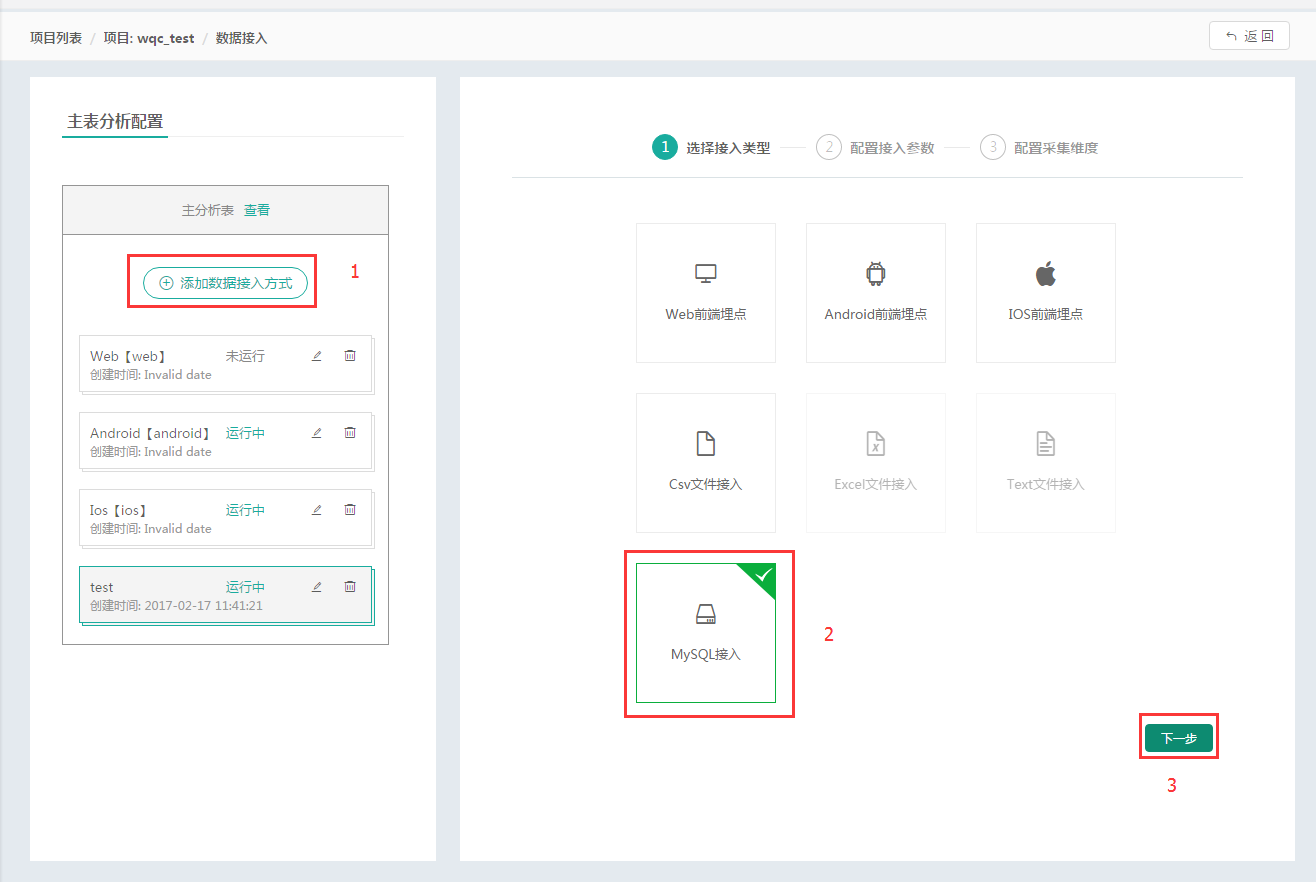 项目列表 / 项目: wqc_test / 数据接入
返 回
主表分析配置
主分析表 查看
添加数据接入方式
1
Web【web】 未运行
创建时间: Invalid date
Android【android】 运行中
创建时间: Invalid date
Ios【ios】 运行中
创建时间: Invalid date
test 运行中
创建时间: 2017-02-17 11:41:21
1 选择接入类型 2 配置接入参数 3 配置采集维度
Web前端埋点 Android前端埋点 IOS前端埋点
Csv文件接入 Excel文件接入 Text文件接入
MySQL接入
2
下一步
3